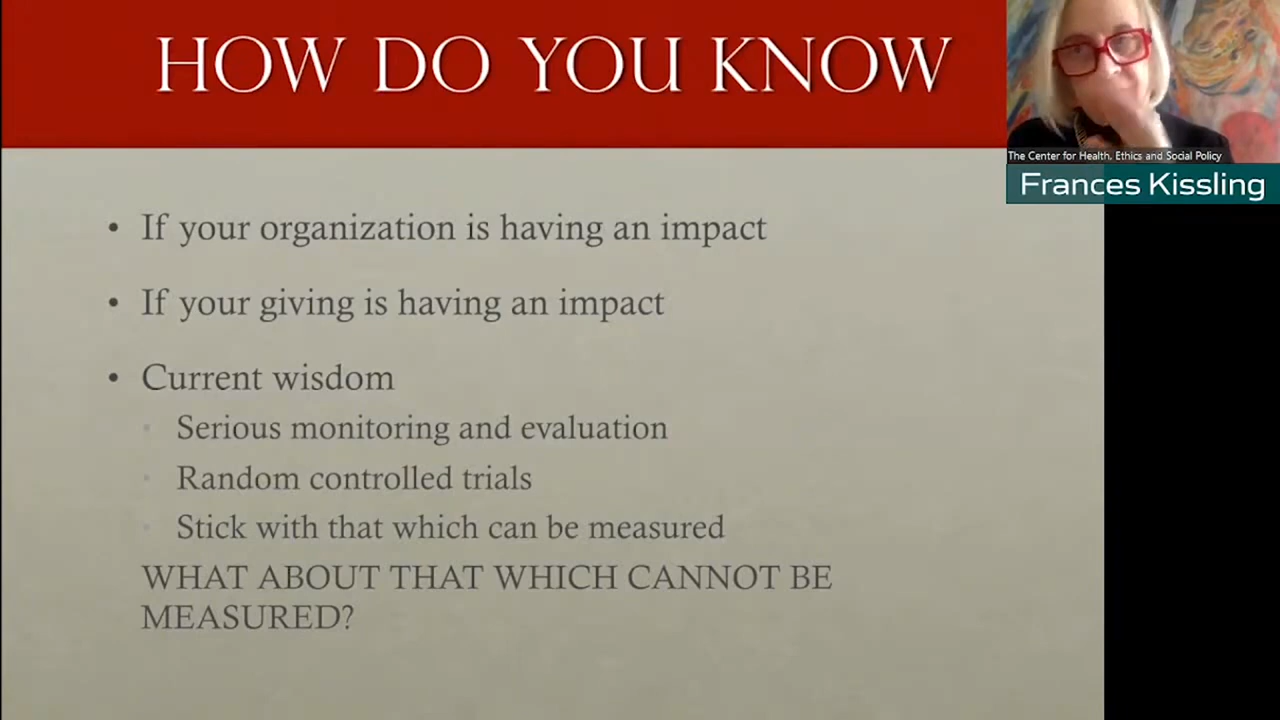 HOW DO YOU KNOW
The Center for Health, Ethics and Social Policy
Frances Kissling
• If your organization is having an impact
• If your giving is having an impact
• Current wisdom
• Serious monitoring and evaluation
• Random controlled trials
• Stick with that which can be measured
WHAT ABOUT THAT WHICH CANNOT BE
MEASURED?